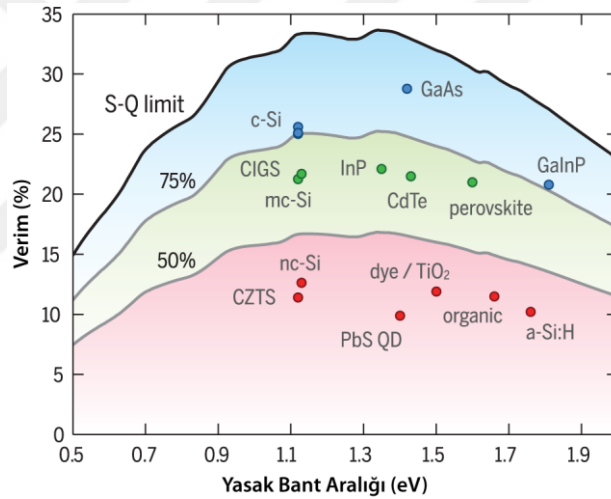 35
30
25
20
15
10
5
0
Verim (%)
S-Q limit
GaAs
c-Si
75%
CIGS
InP
GaInP
mc-Si
CdTe
perovskite
50%
nc-Si
dye / TiO₂
CZTS
organic
PbS QD
a-Si:H
0.5 0.7 0.9 1.1 1.3 1.5 1.7 1.9
Yasak Bant Aralığı (eV)